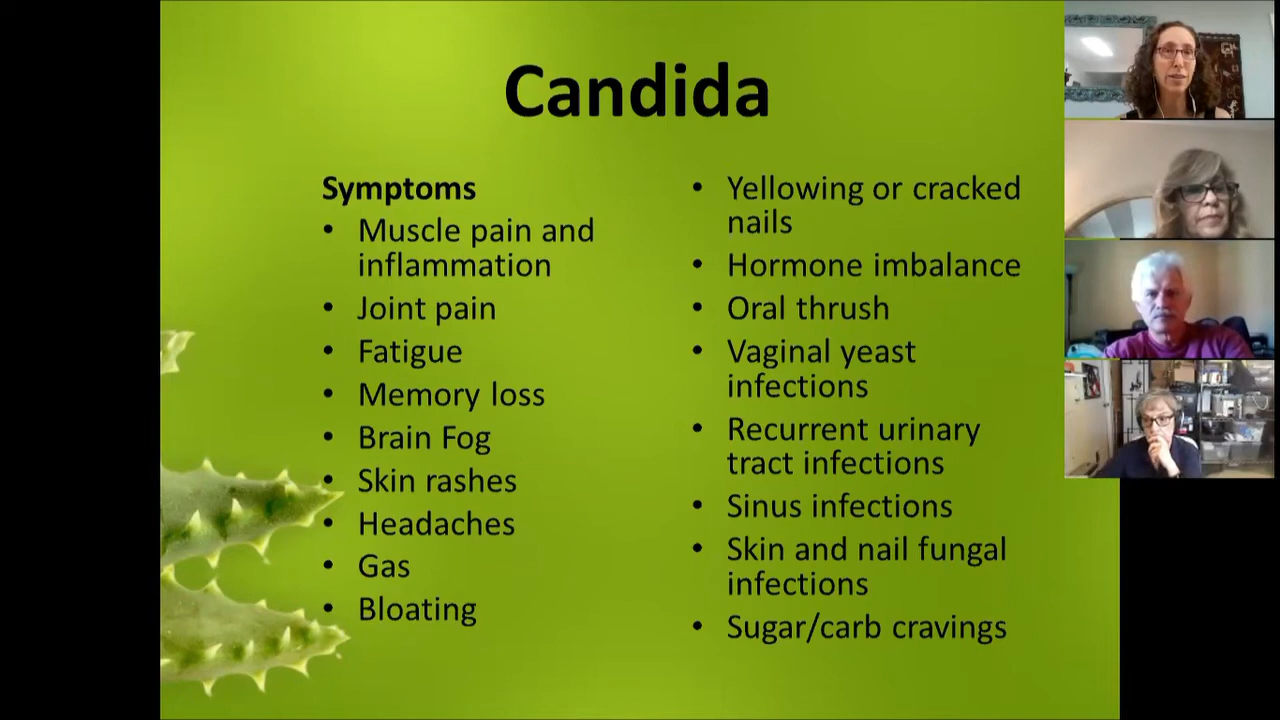 Candida
Symptoms
• Muscle pain and
inflammation
• Joint pain
• Fatigue
• Memory loss
• Brain Fog
• Skin rashes
• Headaches
• Gas
• Bloating
• Yellowing or cracked
nails
• Hormone imbalance
• Oral thrush
• Vaginal yeast
infections
• Recurrent urinary
tract infections
• Sinus infections
• Skin and nail fungal
infections
• Sugar/carb cravings